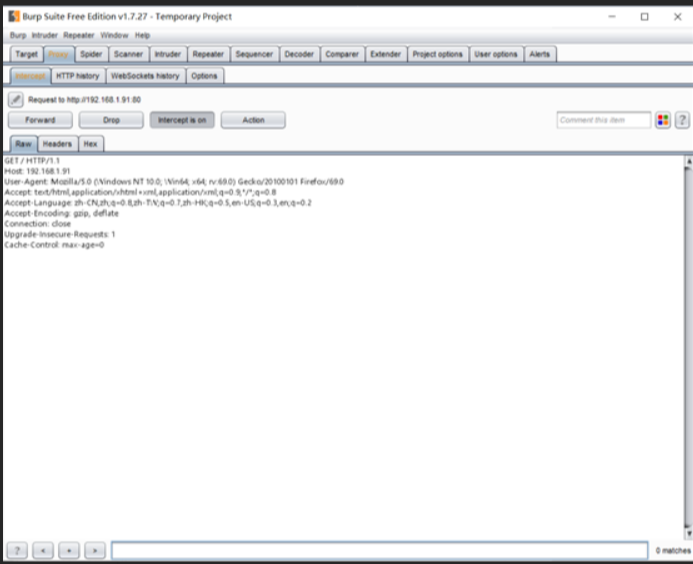 Burp Suite Free Edition v1.7.27 - Temporary Project
Burp Intruder Repeater Window Help
Target Proxy Spider Scanner Intruder Repeater Sequencer Decoder Comparer Extender Project options User options Alerts
Intercept HTTP history WebSockets history Options
Request to http://192.168.1.91:80
Forward Drop Intercept is on Action Comment this item ?
Raw Headers Hex
GET / HTTP/1.1
Host: 192.168.1.91
User-Agent: Mozilla/5.0 (Windows NT 10.0; Win64; x64; rv:69.0) Gecko/20100101 Firefox/69.0
Accept: text/html,application/xhtml+xml,application/xml;q=0.9,*/*;q=0.8
Accept-Language: zh-CN,zh;q=0.8,zh-TW;q=0.7,zh-HK;q=0.5,en-US;q=0.3,en;q=0.2
Accept-Encoding: gzip, deflate
Connection: close
Upgrade-Insecure-Requests: 1
Cache-Control: max-age=0
? < + > 0 matches